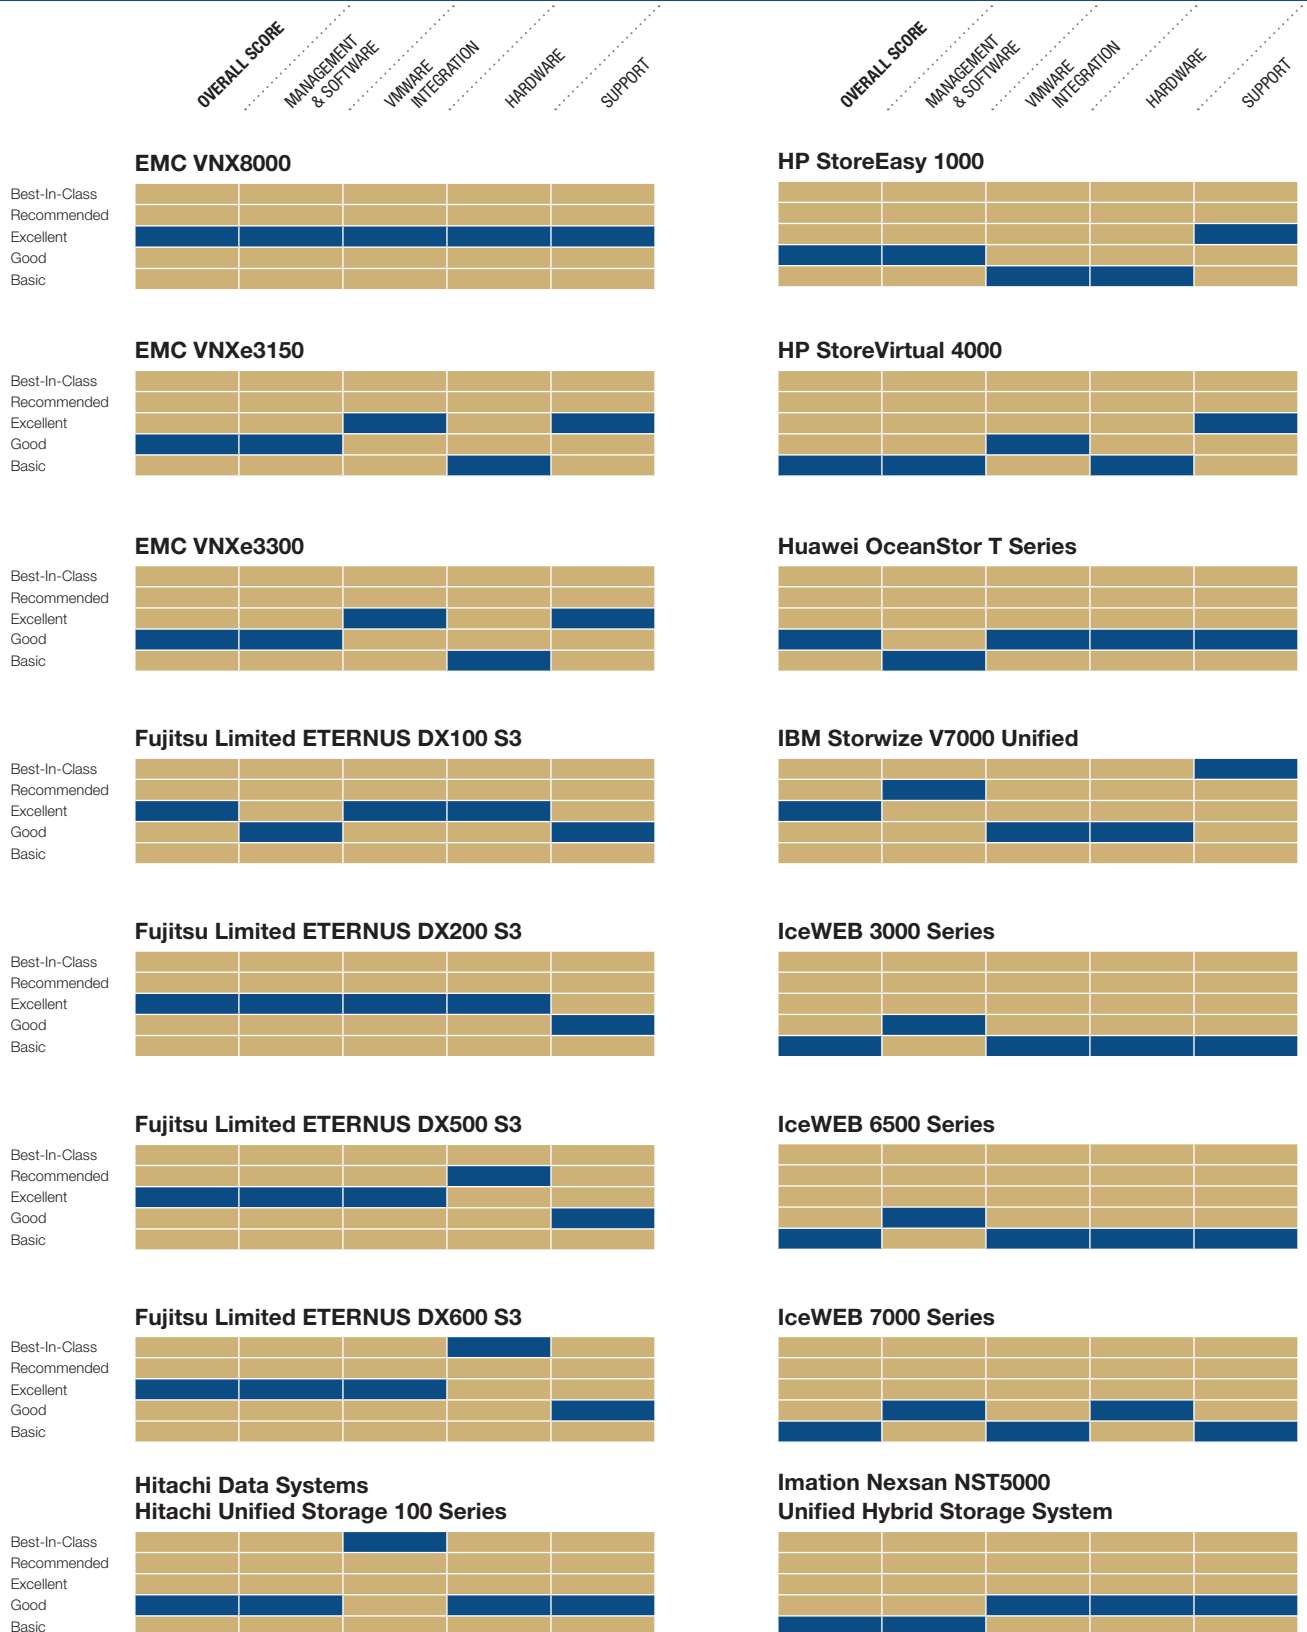 OVERALL SCORE
MANAGEMENT
& SOFTWARE
VMWARE
INTEGRATION
HARDWARE
SUPPORT
OVERALL SCORE
MANAGEMENT
& SOFTWARE
VMWARE
INTEGRATION
HARDWARE
SUPPORT
EMC VNX8000
Best-In-Class
Recommended
Excellent
Good
Basic
HP StoreEasy 1000
EMC VNXe3150
Best-In-Class
Recommended
Excellent
Good
Basic
HP StoreVirtual 4000
EMC VNXe3300
Best-In-Class
Recommended
Excellent
Good
Basic
Huawei OceanStor T Series
Fujitsu Limited ETERNUS DX100 S3
Best-In-Class
Recommended
Excellent
Good
Basic
IBM Storwize V7000 Unified
Fujitsu Limited ETERNUS DX200 S3
Best-In-Class
Recommended
Excellent
Good
Basic
IceWEB 3000 Series
Fujitsu Limited ETERNUS DX500 S3
Best-In-Class
Recommended
Excellent
Good
Basic
IceWEB 6500 Series
Fujitsu Limited ETERNUS DX600 S3
Best-In-Class
Recommended
Excellent
Good
Basic
IceWEB 7000 Series
Hitachi Data Systems
Hitachi Unified Storage 100 Series
Best-In-Class
Recommended
Excellent
Good
Basic
Imation Nexsan NST5000
Unified Hybrid Storage System